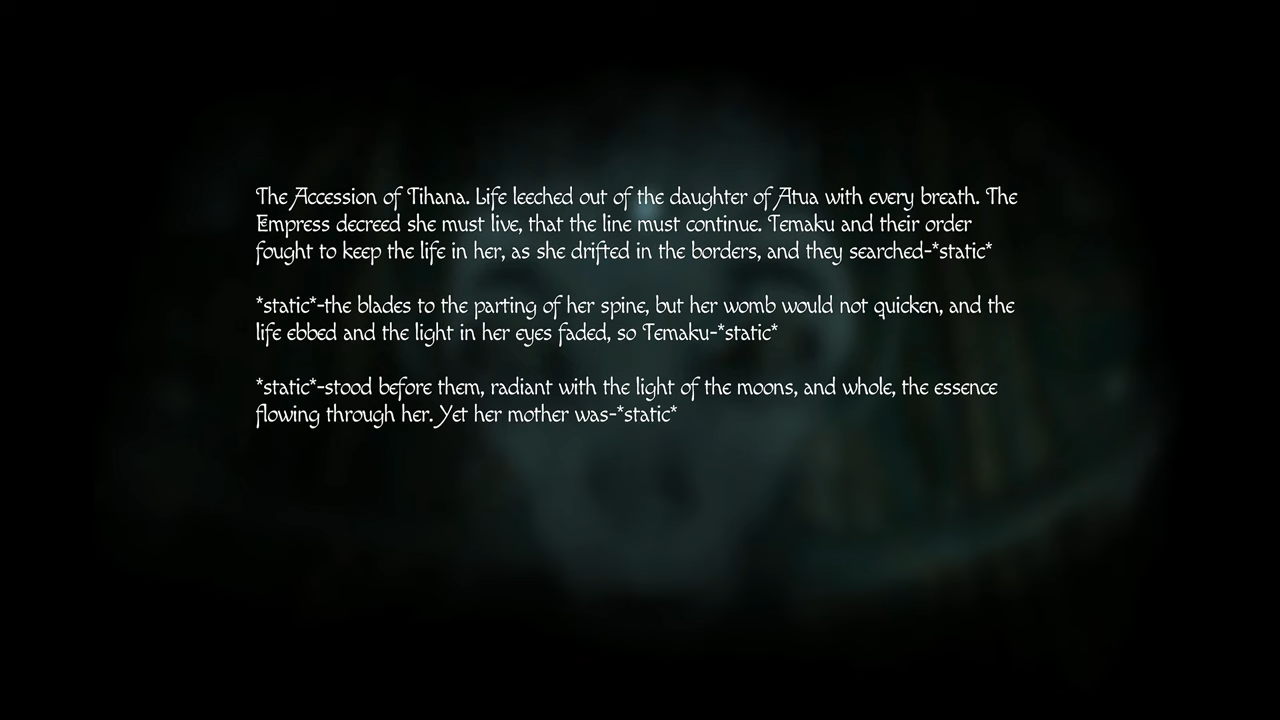 The Accession of Tihana. Life leeched out of the daughter of Atua with every breath. The
Empress decreed she must live, that the line must continue. Temaku and their order
fought to keep the life in her, as she drifted in the borders, and they searched-*static*
*static*-the blades to the parting of her spine, but her womb would not quicken, and the
life ebbed and the light in her eyes faded, so Temaku-*static*
*static*-stood before them, radiant with the light of the moons, and whole, the essence
flowing through her. Yet her mother was-*static*